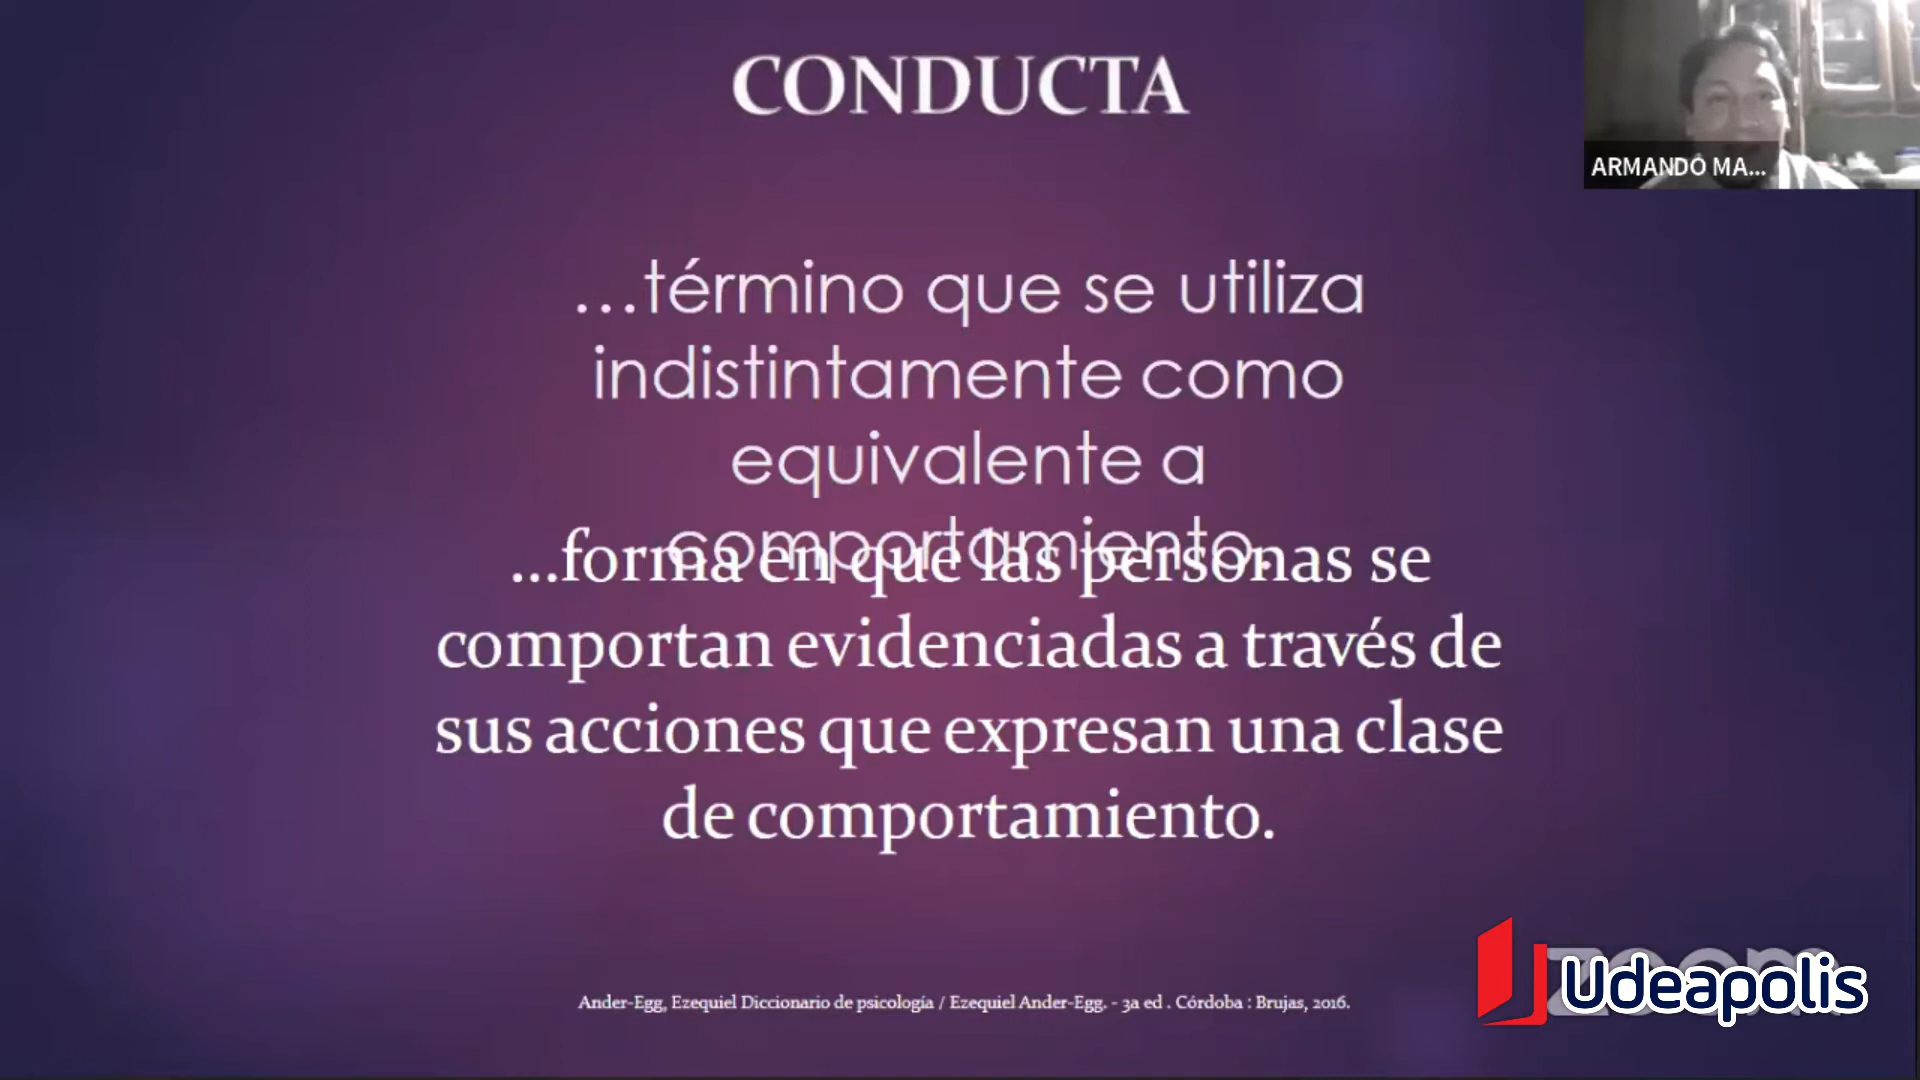 CONDUCTA
ARMANDO MA...
...término que se utiliza
indistintamente como
equivalente a
comportamiento.
...forma en que las personas se
comportan evidenciadas a través de
sus acciones que expresan una clase
de comportamiento.
Ander-Egg, Ezequiel Diccionario de psicología / Ezequiel Ander-Egg. - 3a ed . Córdoba : Brujas, 2016.
zoom
Udeapolis